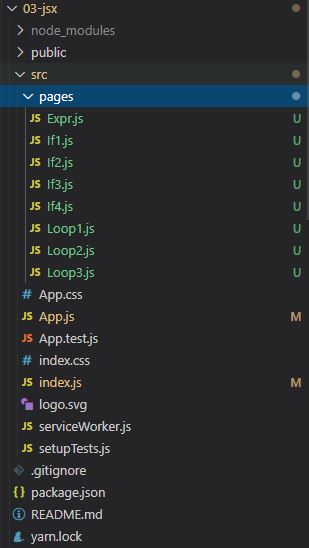 03-jsx
node_modules
public
src
pages
JS Expr.js U
JS If1.js U
JS If2.js U
JS If3.js U
JS If4.js U
JS Loop1.js U
JS Loop2.js U
JS Loop3.js U
# App.css
JS App.js M
JS App.test.js
# index.css
JS index.js M
logo.svg
JS serviceWorker.js
JS setupTests.js
.gitignore
{} package.json
README.md
yarn.lock